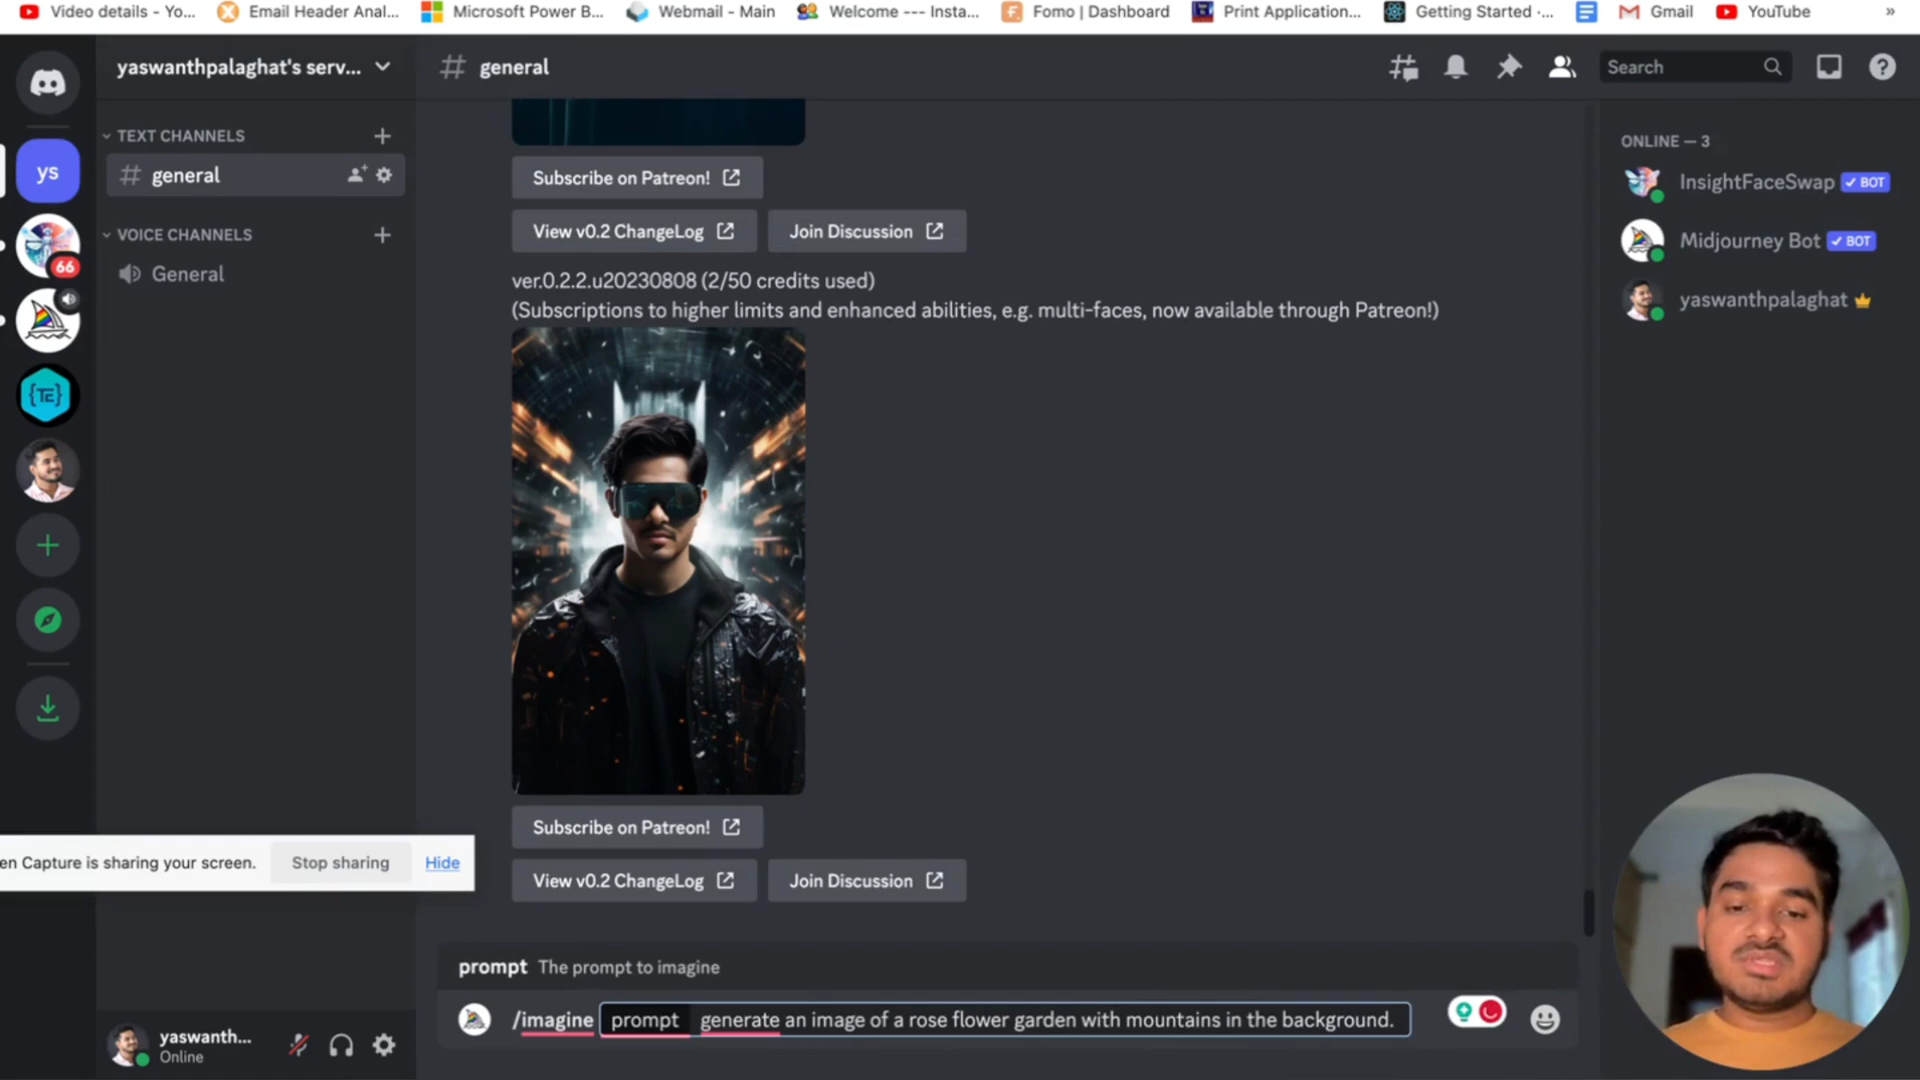 Video details - Yo...
Email Header Anal...
Microsoft Power B...
Webmail - Main
Welcome --- Insta...
Fomo | Dashboard
Print Application...
Getting Started ·...
Gmail
YouTube
»
yaswanthpalaghat's serv...
general
Search
TEXT CHANNELS
general
VOICE CHANNELS
General
ys
66
{TE}
Subscribe on Patreon!
View v0.2 ChangeLog
Join Discussion
ver.0.2.2.u20230808 (2/50 credits used)
(Subscriptions to higher limits and enhanced abilities, e.g. multi-faces, now available through Patreon!)
Subscribe on Patreon!
View v0.2 ChangeLog
Join Discussion
ONLINE — 3
InsightFaceSwap BOT
Midjourney Bot BOT
yaswanthpalaghat
en Capture is sharing your screen.
Stop sharing
Hide
prompt The prompt to imagine
/imagine prompt generate an image of a rose flower garden with mountains in the background.
yaswanth...
Online